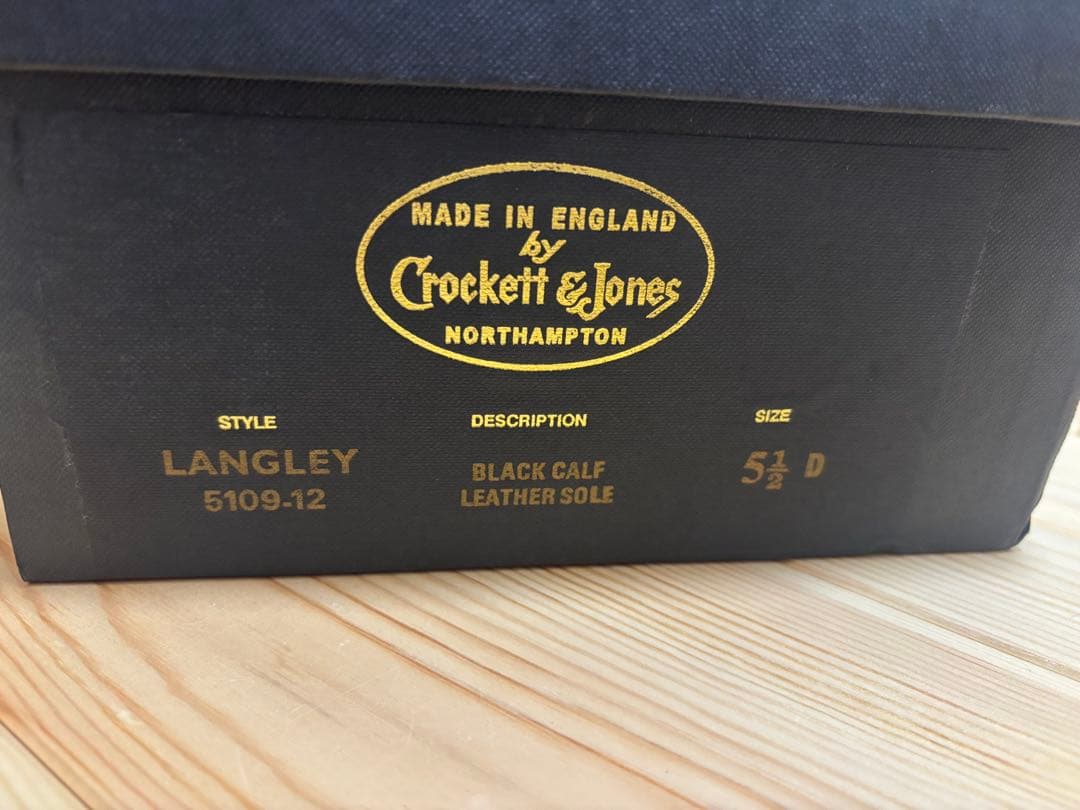 MADE IN ENGLAND
by
Crockett & Jones
NORTHAMPTON
STYLE DESCRIPTION SIZE
LANGLEY BLACK CALF 5½ D
5109-12 LEATHER SOLE